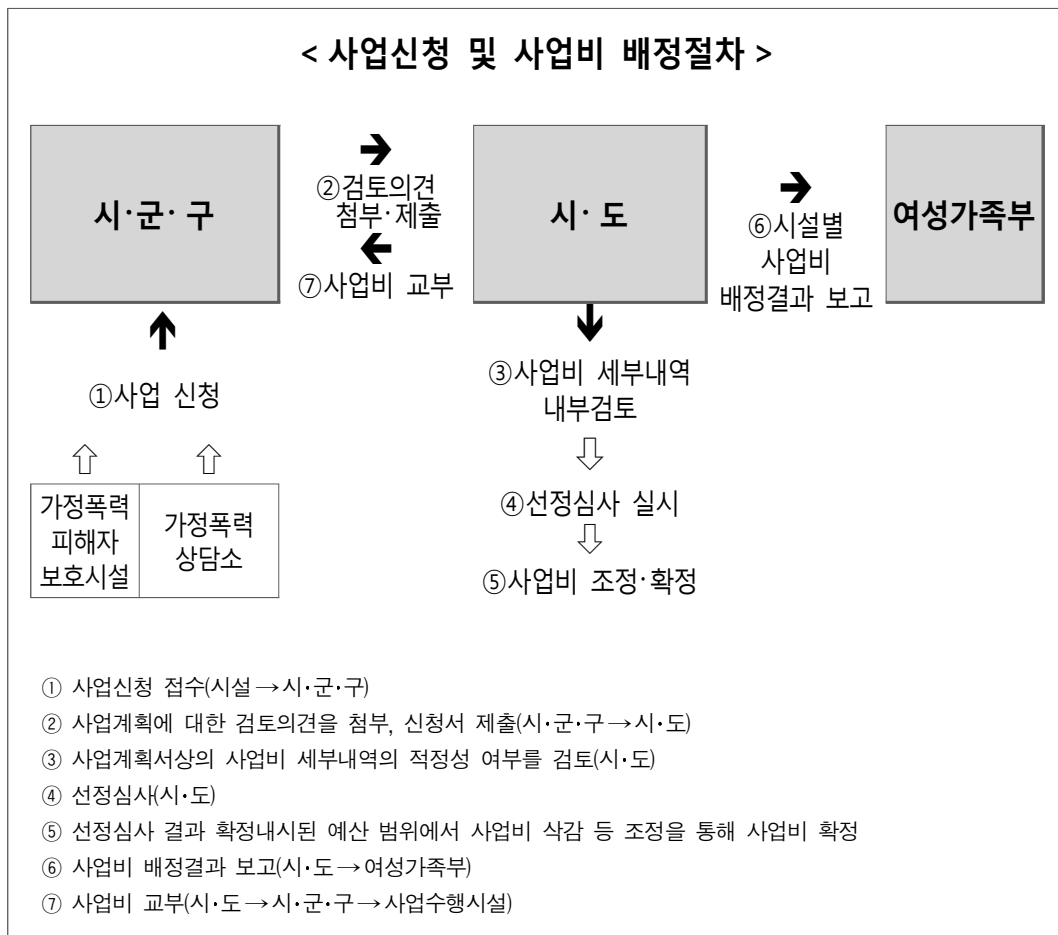 < 사업신청 및 사업비 배정절차 >
시·군·구
➔
②검토의견
첨부·제출
🡸
⑦사업비 교부
시·도
➔
⑥시설별
사업비
배정결과 보고
여성가족부
①사업 신청
가정폭력
피해자
보호시설
가정폭력
상담소
③사업비 세부내역
내부검토
④선정심사 실시
⑤사업비 조정·확정
① 사업신청 접수(시설→시·군·구)
② 사업계획에 대한 검토의견을 첨부, 신청서 제출(시·군·구→시·도)
③ 사업계획서상의 사업비 세부내역의 적정성 여부를 검토(시·도)
④ 선정심사(시·도)
⑤ 선정심사 결과 확정내시된 예산 범위에서 사업비 삭감 등 조정을 통해 사업비 확정
⑥ 사업비 배정결과 보고(시·도→여성가족부)
⑦ 사업비 교부(시·도→시·군·구→사업수행시설)